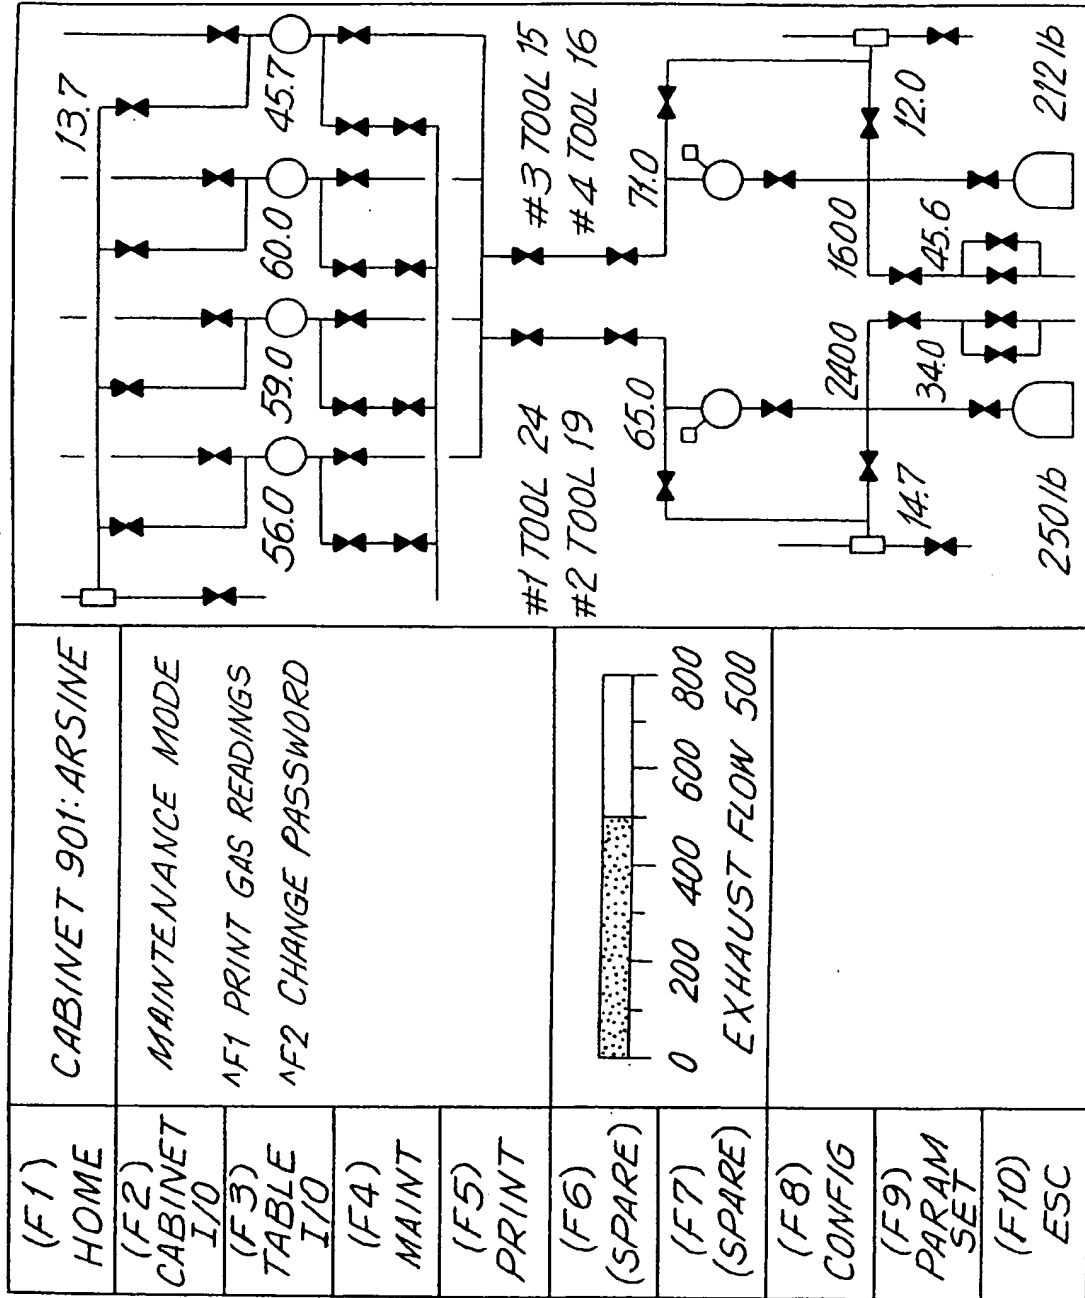 (F1)
HOME
(F2)
CABINET
I/O
(F3)
TABLE
I/O
(F4)
MAINT
(F5)
PRINT
(F6)
(SPARE)
(F7)
(SPARE)
(F8)
CONFIG
(F9)
PARAM
SET
(F10)
ESC
CABINET 901: ARSINE
MAINTENANCE MODE
^F1 PRINT GAS READINGS
^F2 CHANGE PASSWORD
0 200 400 600 800
EXHAUST FLOW 500
13.7
56.0 59.0 60.0 45.7
#1 TOOL 24 #3 TOOL 15
#2 TOOL 19 #4 TOOL 16
65.0 71.0
2400 1600
14.7 34.0 45.6 12.0
250 lb 212 lb